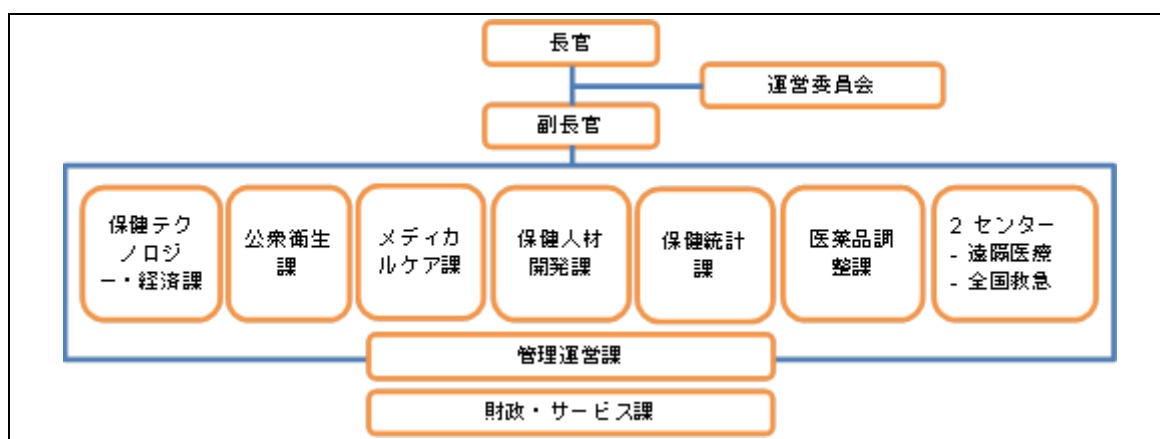 長官
運営委員会
副長官
保健テク
ノロジ
ー・経済課
公衆衛生
課
メディカ
ルケア課
保健人材
開発課
保健統計
課
医薬品調
整課
2 センター
- 遠隔医療
- 全国救急
管理運営課
財政・サービス課